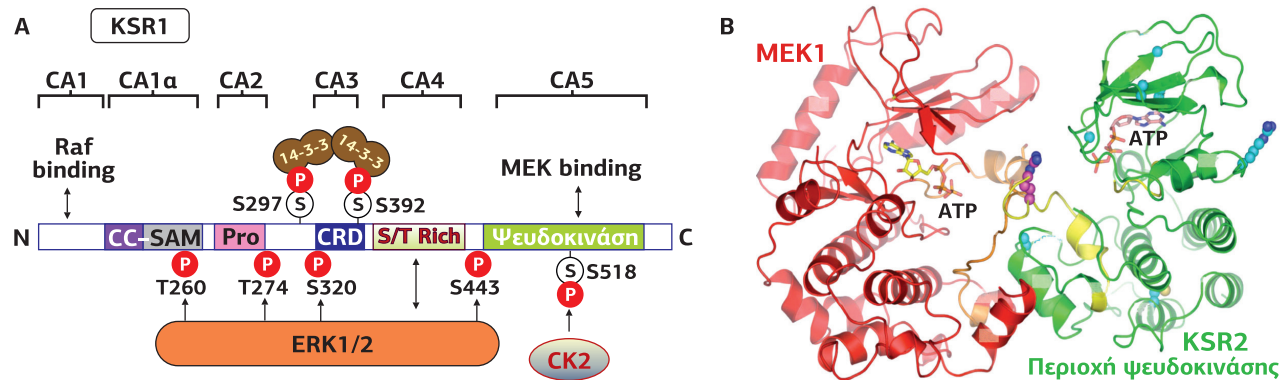 A
KSR1
CA1
CA1α
CA2
CA3
CA4
CA5
Raf
binding
14-3-3
14-3-3
MEK binding
P
P
S297
S
S
S392
N
CC–SAM
Pro
CRD
S/T Rich
Ψευδοκινάση
C
P
P
P
P
S
S518
T260
T274
S320
S443
P
ERK1/2
CK2
B
MEK1
ATP
ATP
KSR2
Περιοχή ψευδοκινάσης